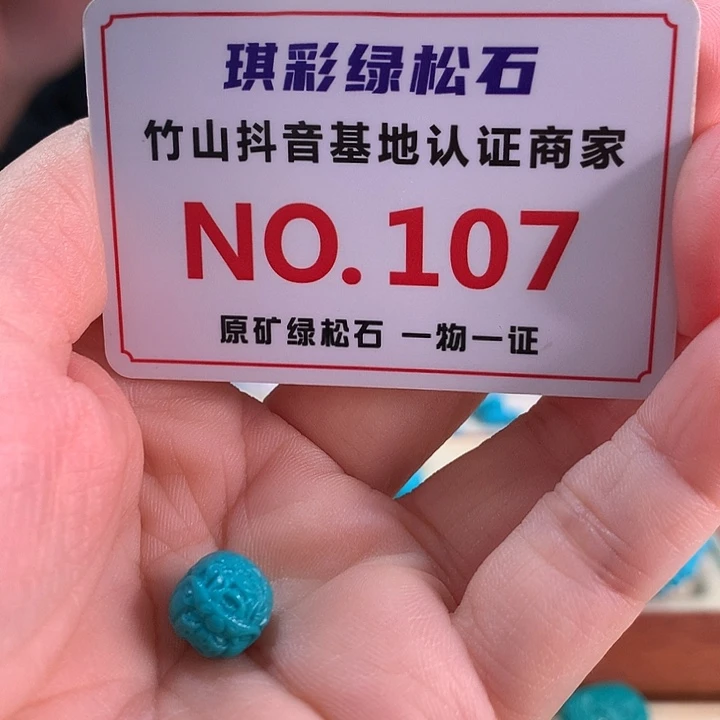 琪彩绿松石
竹山抖音基地认证商家
NO.107
原矿绿松石 一物一证